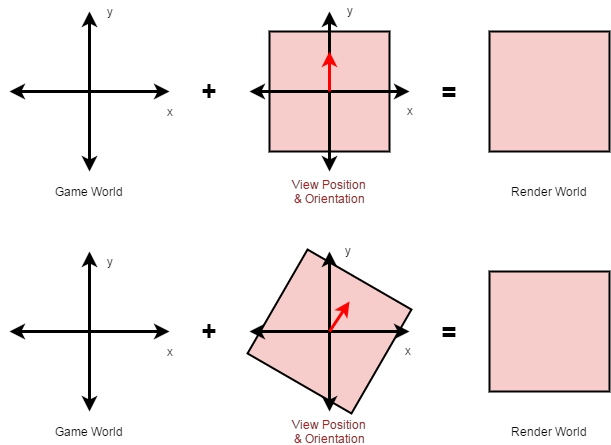 y
y
+
=
x
x
Game World
View Position
& Orientation
Render World
y
y
+
=
x
x
Game World
View Position
& Orientation
Render World